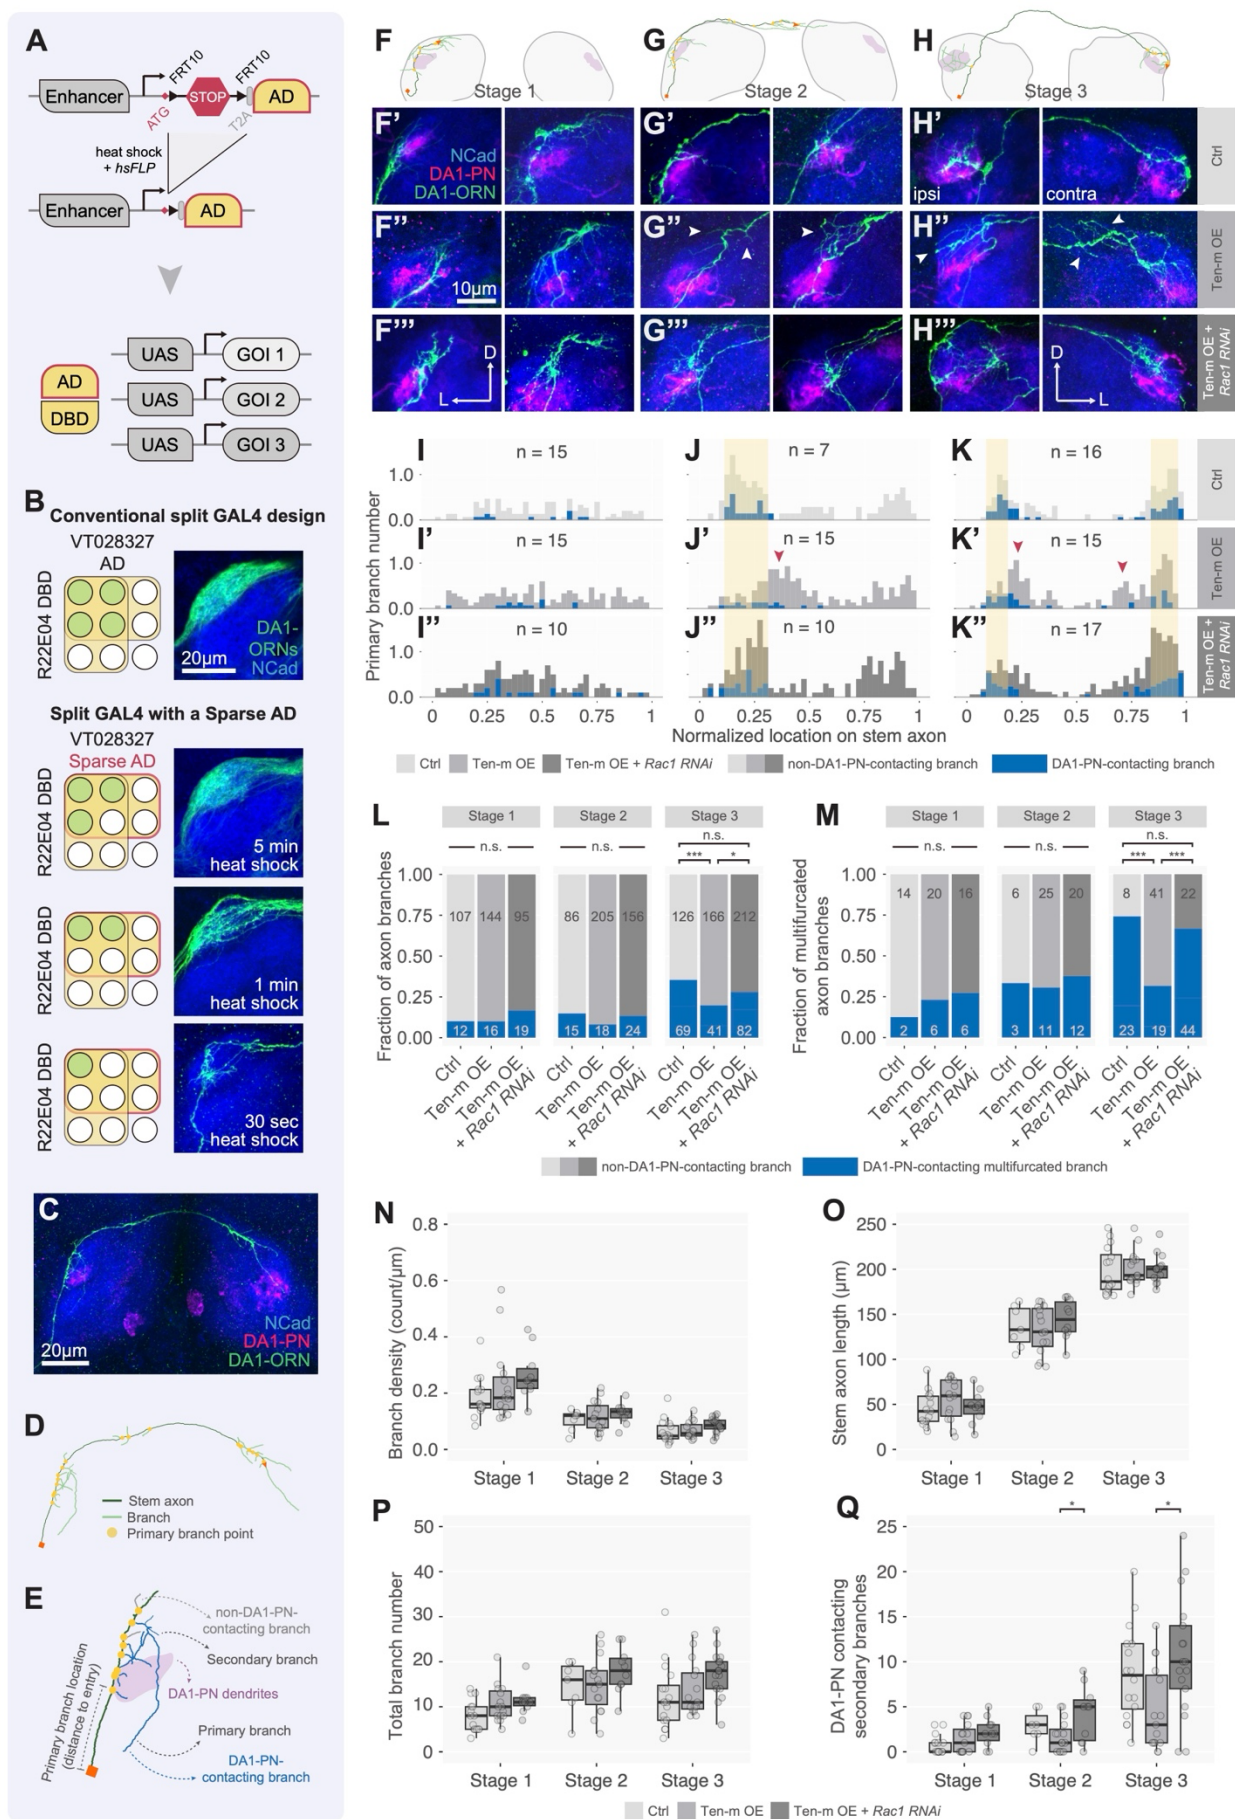 A
FRT10
FRT10
Enhancer
STOP
AD
ATG
T2A
heat shock
+ hsFLP
Enhancer
AD
UAS
GOI 1
AD
DBD
UAS
GOI 2
UAS
GOI 3
B
Conventional split GAL4 design
VT028327
AD
R22E04 DBD
DA1-
ORNs
NCad
20μm
Split GAL4 with a Sparse AD
VT028327
Sparse AD
R22E04 DBD
5 min
heat shock
R22E04 DBD
1 min
heat shock
R22E04 DBD
30 sec
heat shock
C
NCad
DA1-PN
DA1-ORN
20μm
D
Stem axon
Branch
Primary branch point
E
non-DA1-PN-
contacting branch
Secondary branch
DA1-PN dendrites
Primary branch location
(distance to entry)
Primary branch
DA1-PN-
contacting branch
F
G
H
Stage 1
Stage 2
Stage 3
F'
G'
H'
NCad
DA1-PN
DA1-ORN
ipsi
contra
Ctrl
F''
G''
H''
10μm
Ten-m OE
F'''
G'''
H'''
D
L
D
L
Ten-m OE +
Rac1 RNAi
I
n = 15
J
n = 7
K
n = 16
Ctrl
1.0
0.0
I'
n = 15
J'
n = 15
K'
n = 15
Ten-m OE
1.0
0.0
I''
n = 10
J''
n = 10
K''
n = 17
Ten-m OE +
Rac1 RNAi
1.0
0.0
Primary branch number
0 0.25 0.5 0.75 1
0 0.25 0.5 0.75 1
0 0.25 0.5 0.75 1
Normalized location on stem axon
Ctrl
Ten-m OE
Ten-m OE + Rac1 RNAi
non-DA1-PN-contacting branch
DA1-PN-contacting branch
L
Stage 1
Stage 2
Stage 3
n.s.
n.s.
n.s.
***
*
Fraction of axon branches
1.00
0.75
0.50
0.25
0.00
107 144 95
86 205 156
126 166 212
12 16 19
15 18 24
69 41 82
Ctrl
Ten-m OE
Ten-m OE
+ Rac1 RNAi
Ctrl
Ten-m OE
Ten-m OE
+ Rac1 RNAi
Ctrl
Ten-m OE
Ten-m OE
+ Rac1 RNAi
M
Stage 1
Stage 2
Stage 3
n.s.
n.s.
n.s.
***
***
Fraction of multifurcated
axon branches
1.00
0.75
0.50
0.25
0.00
14 20 16
6 25 20
8 41 22
2 6 6
3 11 12
23 19 44
Ctrl
Ten-m OE
Ten-m OE
+ Rac1 RNAi
Ctrl
Ten-m OE
Ten-m OE
+ Rac1 RNAi
Ctrl
Ten-m OE
Ten-m OE
+ Rac1 RNAi
non-DA1-PN-contacting branch
DA1-PN-contacting multifurcated branch
N
Branch density (count/μm)
0.8
0.6
0.4
0.2
0.0
Stage 1
Stage 2
Stage 3
O
Stem axon length (μm)
250
200
150
100
50
0
Stage 1
Stage 2
Stage 3
P
Total branch number
50
40
30
20
10
0
Stage 1
Stage 2
Stage 3
Q
*
*
DA1-PN contacting
secondary branches
25
20
15
10
5
0
Stage 1
Stage 2
Stage 3
Ctrl
Ten-m OE
Ten-m OE + Rac1 RNAi